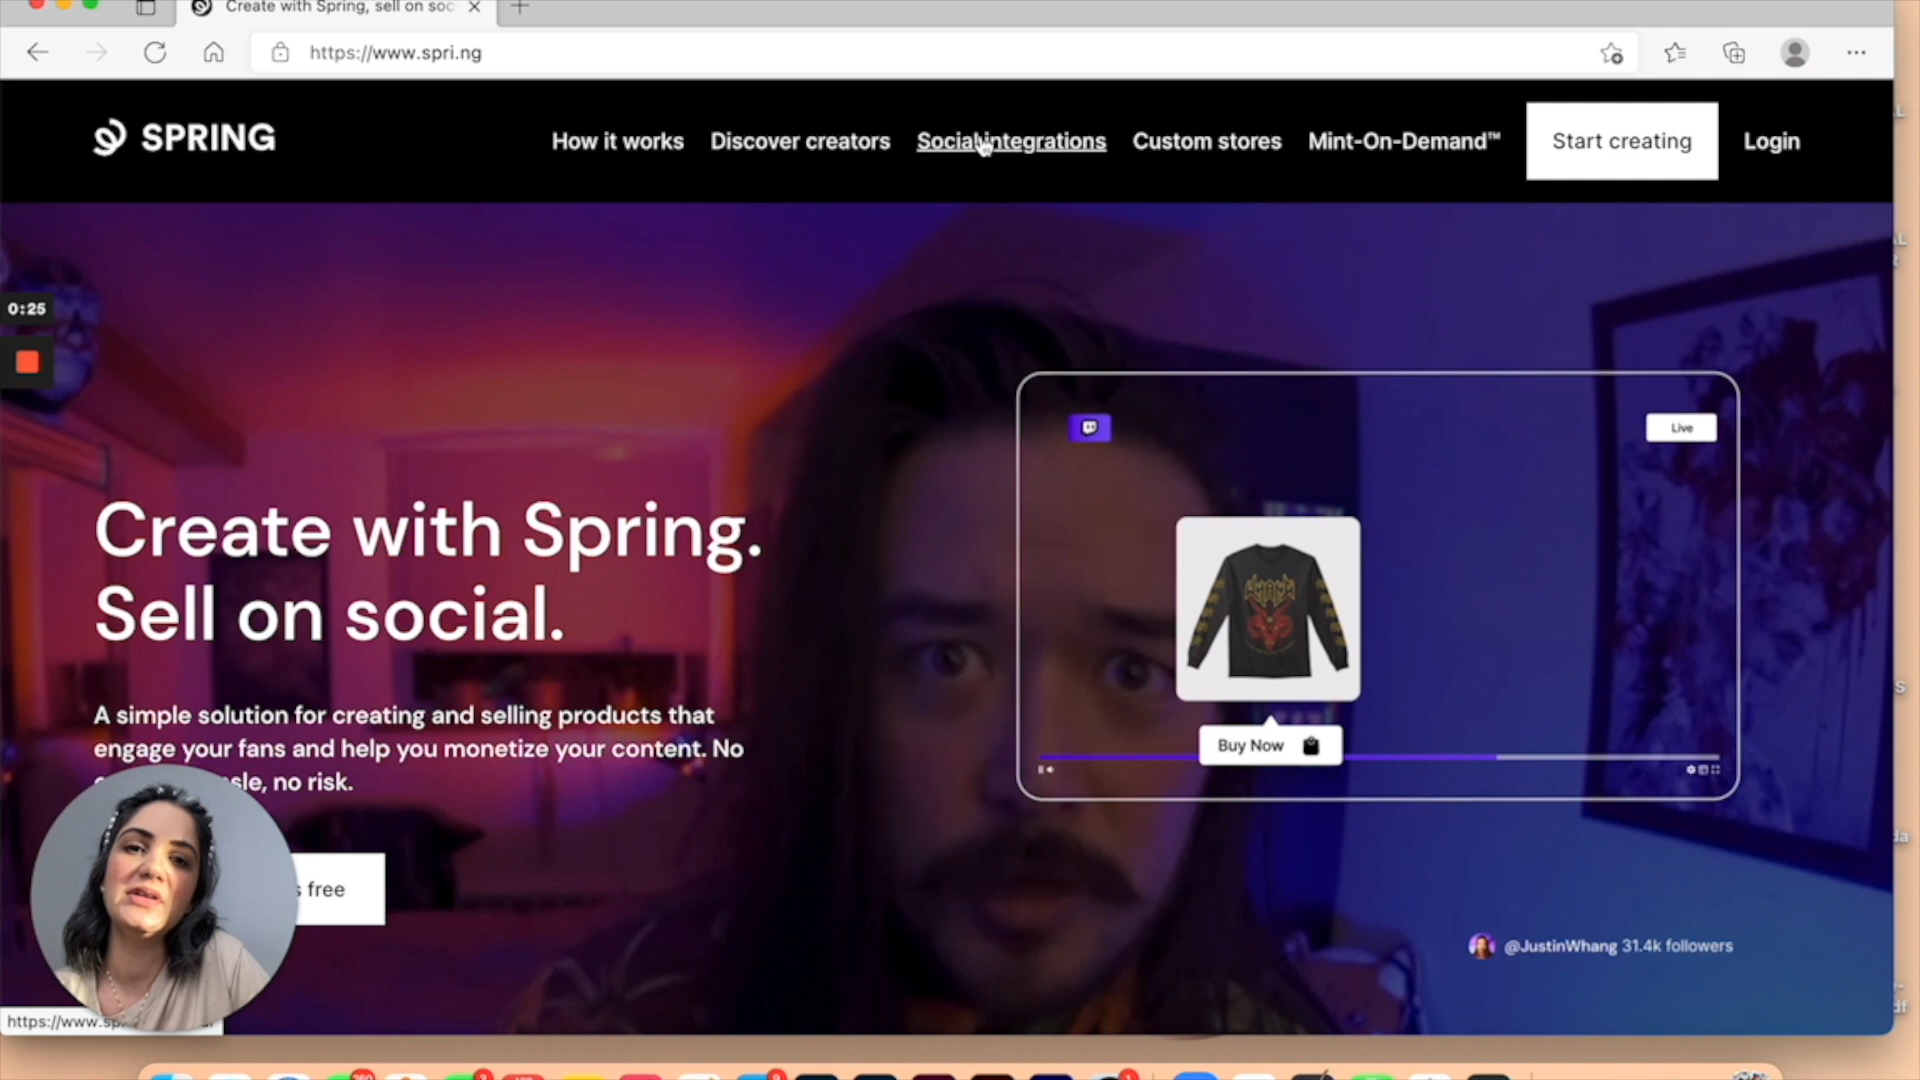 Create with Spring, sell on soc
https://www.spri.ng
SPRING
How it works
Discover creators
Social integrations
Custom stores
Mint-On-Demand™
Start creating
Login
0:25
Live
Create with Spring.
Sell on social.
A simple solution for creating and selling products that
engage your fans and help you monetize your content. No
sle, no risk.
Buy Now
s free
@JustinWhang 31.4k followers
https://www.sp